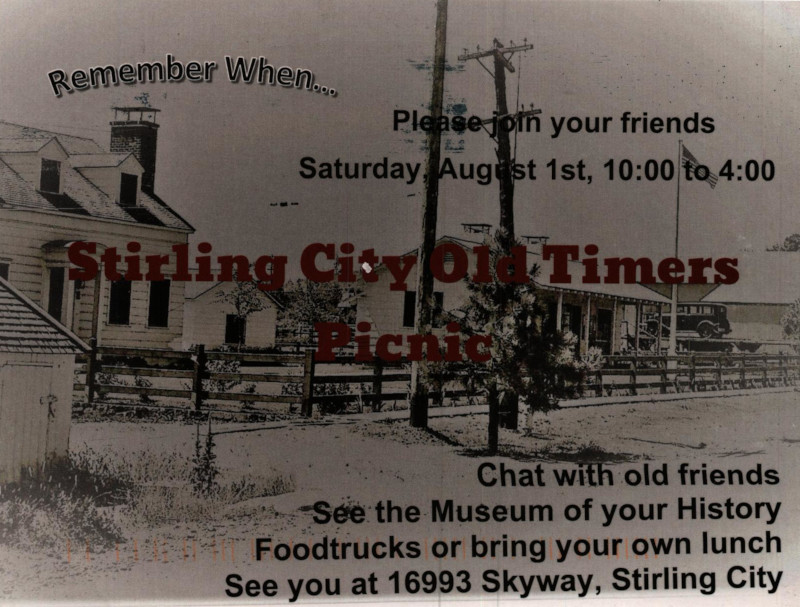 Remember When...
Please join your friends
Saturday, August 1st, 10:00 to 4:00
Stirling City Old Timers
Picnic
Chat with old friends
See the Museum of your History
Foodtrucks or bring your own lunch
See you at 16993 Skyway, Stirling City